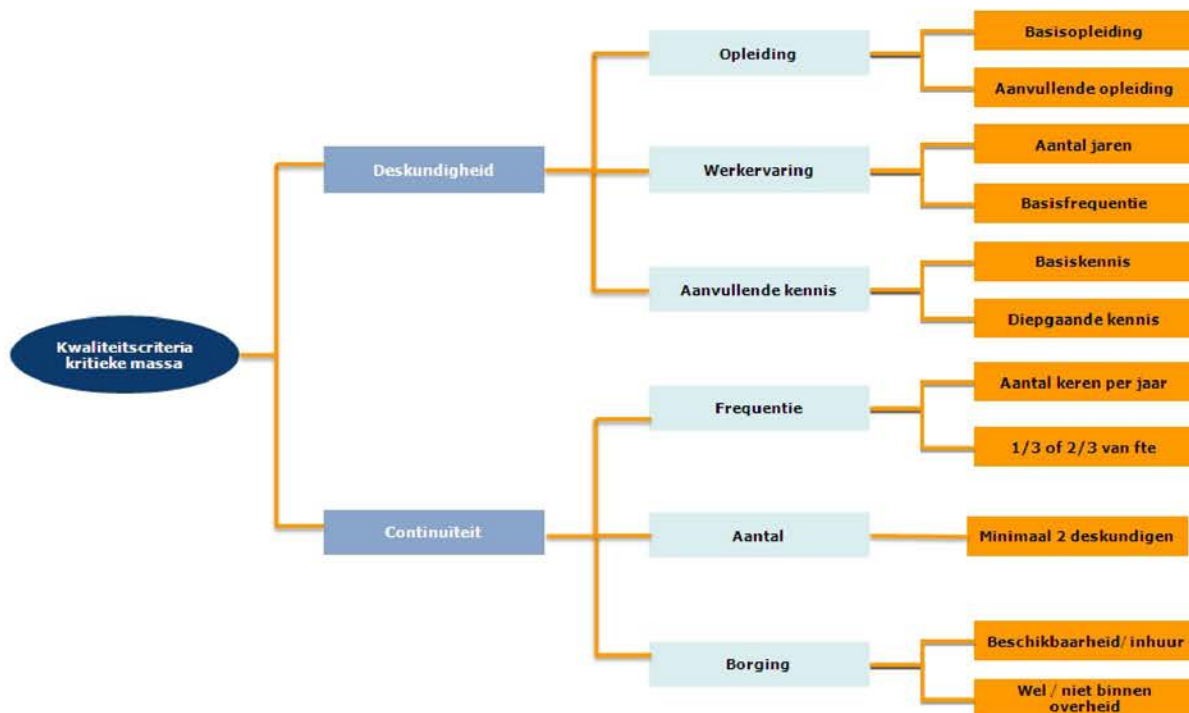 Kwaliteitscriteria
kritieke massa
Deskundigheid
Opleiding
Basisopleiding
Aanvullende opleiding
Werkervaring
Aantal jaren
Basisfrequentie
Aanvullende kennis
Basiskennis
Diepgaande kennis
Continuïteit
Frequentie
Aantal keren per jaar
1/3 of 2/3 van fte
Aantal
Minimaal 2 deskundigen
Borging
Beschikbaarheid/ inhuur
Wel / niet binnen
overheid